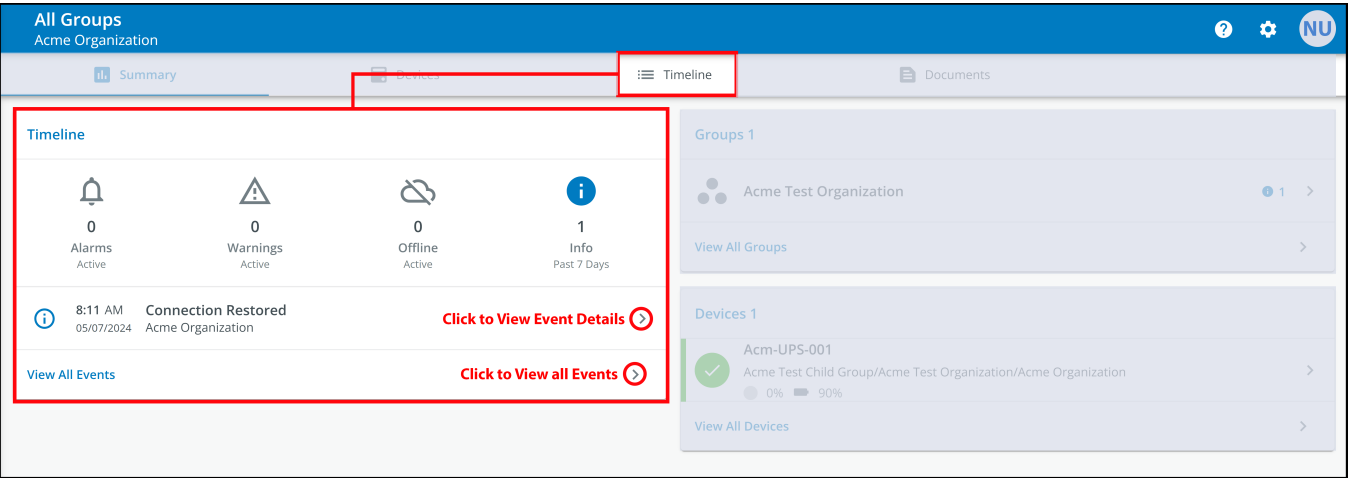 All Groups
Acme Organization
NU
Summary
Devices
Timeline
Documents
Timeline
0
Alarms
Active
0
Warnings
Active
0
Offline
Active
1
Info
Past 7 Days
8:11 AM
05/07/2024
Connection Restored
Acme Organization
Click to View Event Details
View All Events
Click to View all Events
Groups 1
Acme Test Organization
1
View All Groups
Devices 1
Acm-UPS-001
Acme Test Child Group/Acme Test Organization/Acme Organization
0% 90%
View All Devices